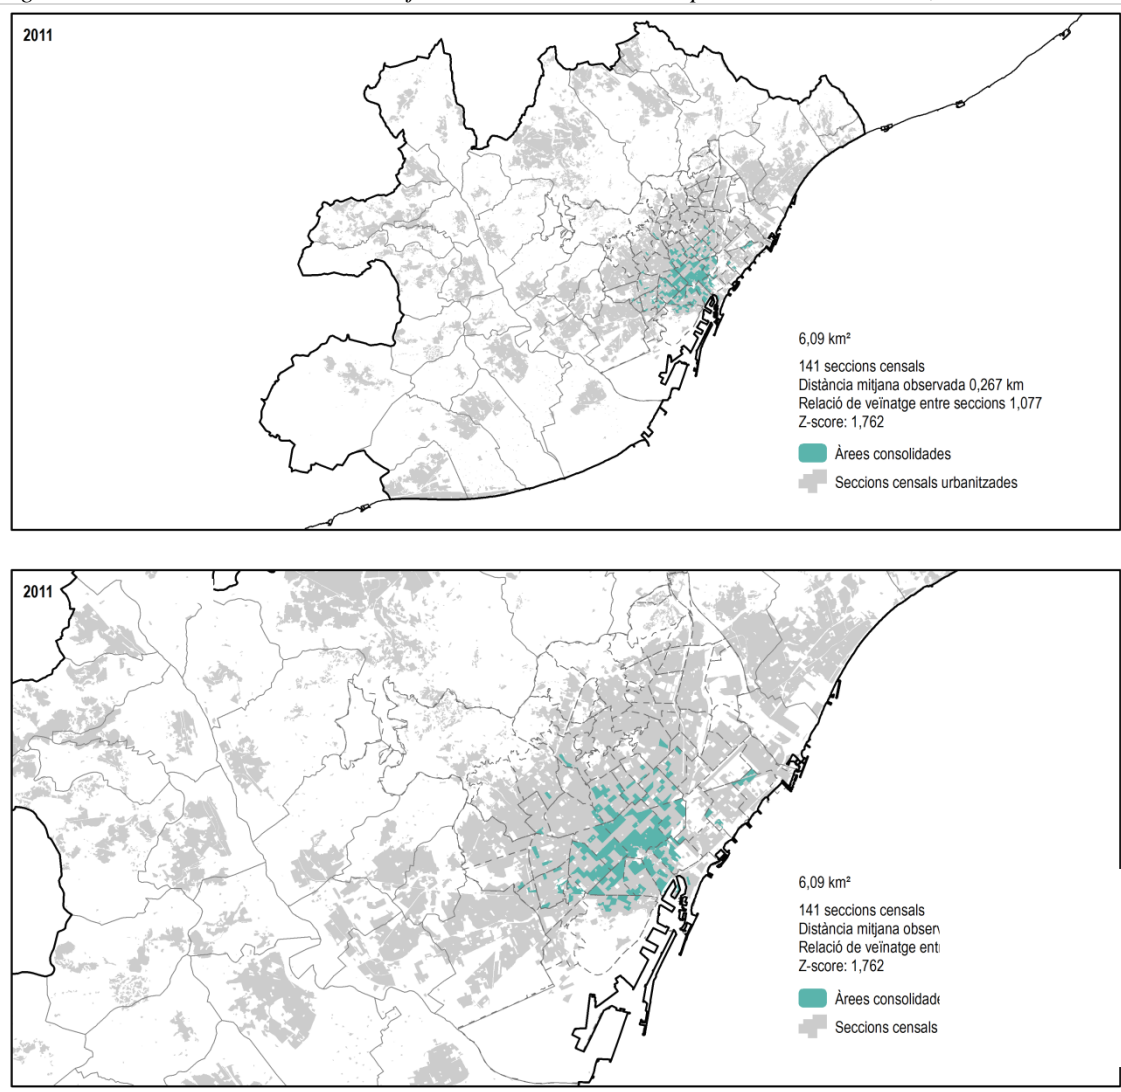 2011
6,09 km²
141 seccions censals
Distància mitjana observada 0,267 km
Relació de veïnatge entre seccions 1,077
Z-score: 1,762
Àrees consolidades
Seccions censals urbanitzades
2011
6,09 km²
141 seccions censals
Distància mitjana obser
Relació de veïnatge ent
Z-score: 1,762
Àrees consolidade
Seccions censals